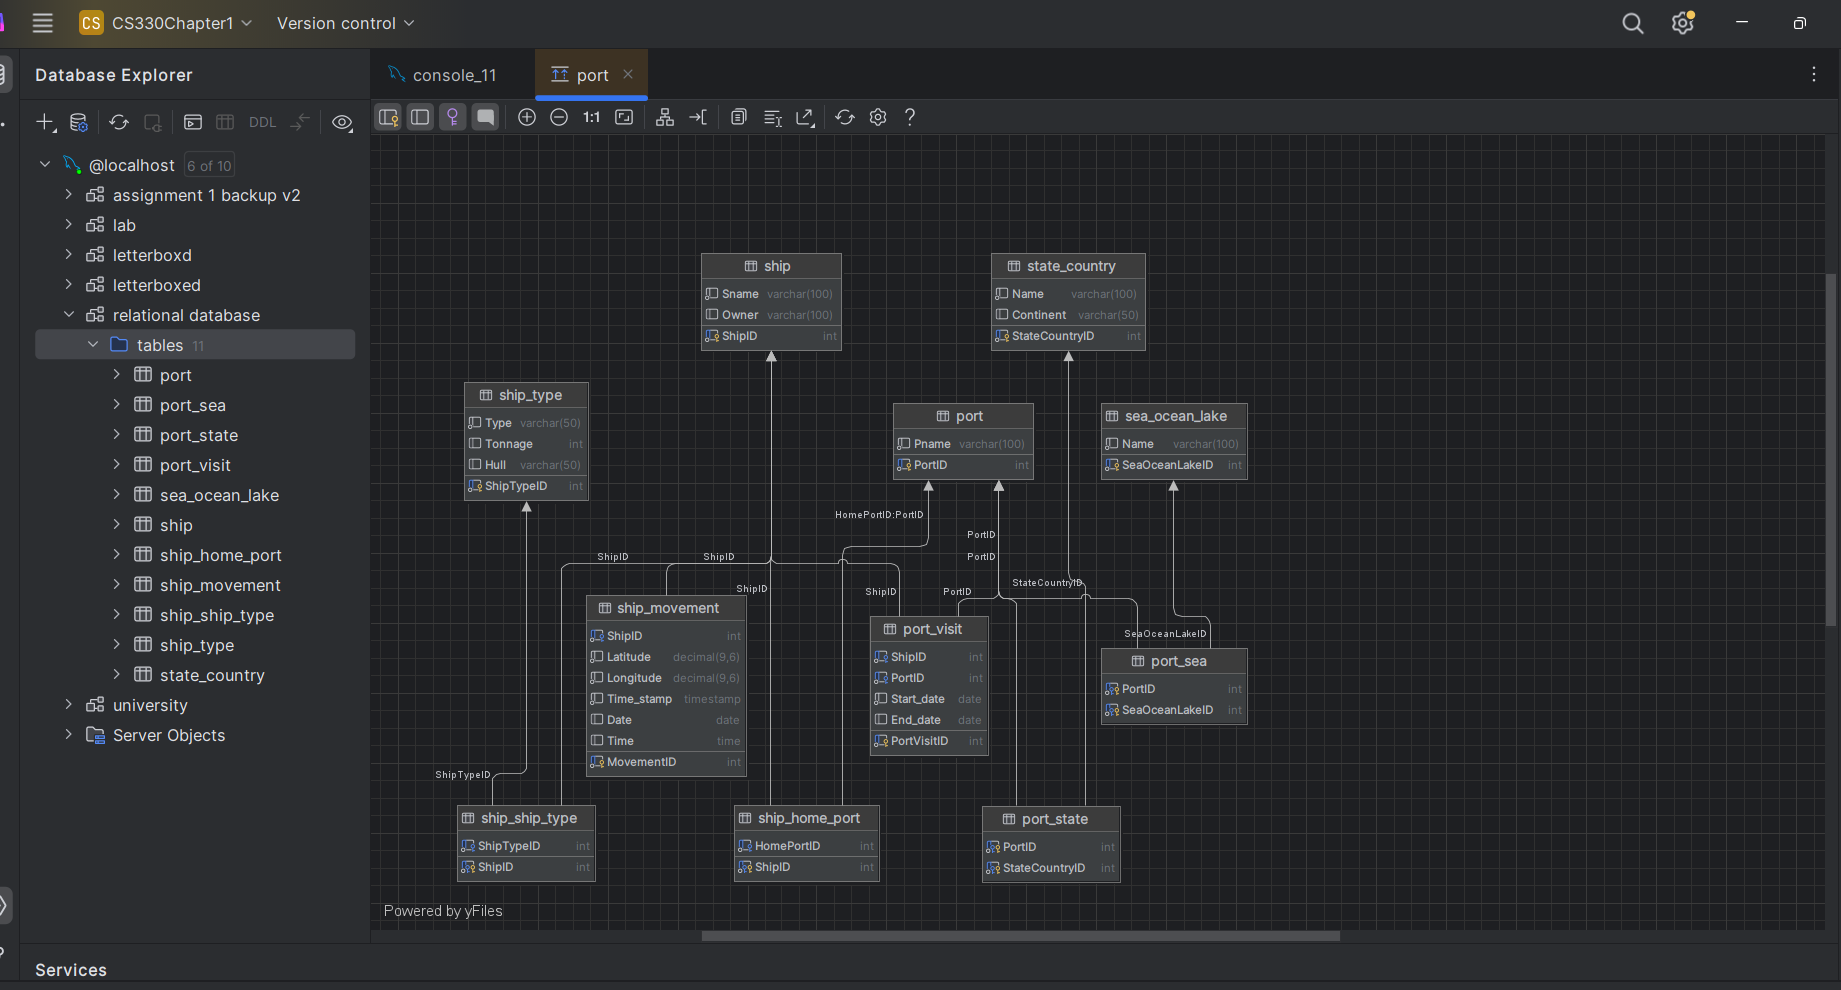 CS CS330Chapter1 Version control
Database Explorer
console_11
port
DDL
1:1
@localhost 6 of 10
assignment 1 backup v2
lab
letterboxd
letterboxed
relational database
tables 11
port
port_sea
port_state
port_visit
sea_ocean_lake
ship
ship_home_port
ship_movement
ship_ship_type
ship_type
state_country
university
Server Objects
ship
Sname varchar(100)
Owner varchar(100)
ShipID int
state_country
Name varchar(100)
Continent varchar(50)
StateCountryID int
ship_type
Type varchar(50)
Tonnage int
Hull varchar(50)
ShipTypeID int
port
Pname varchar(100)
PortID int
sea_ocean_lake
Name varchar(100)
SeaOceanLakeID int
HomePortID:PortID
PortID
PortID
ShipID
ShipID
ShipID
ShipID
PortID
StateCountryID
SeaOceanLakeID
ShipTypeID
ship_movement
ShipID int
Latitude decimal(9,6)
Longitude decimal(9,6)
Time_stamp timestamp
Date date
Time time
MovementID int
port_visit
ShipID int
PortID int
Start_date date
End_date date
PortVisitID int
port_sea
PortID int
SeaOceanLakeID int
ship_ship_type
ShipTypeID int
ShipID int
ship_home_port
HomePortID int
ShipID int
port_state
PortID int
StateCountryID int
Powered by yFiles
Services